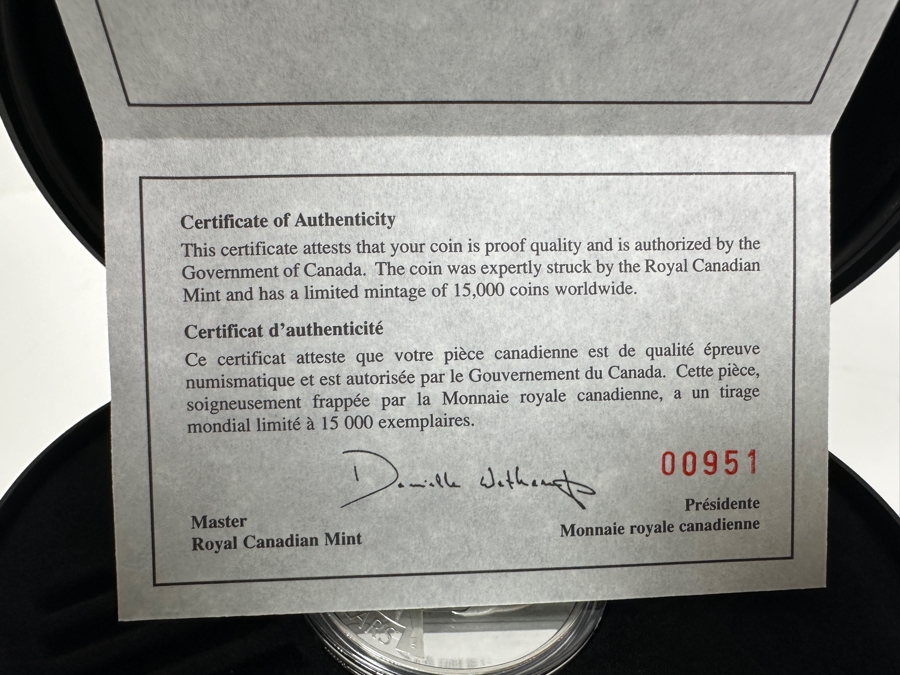 Certificate of Authenticity
This certificate attests that your coin is proof quality and is authorized by the
Government of Canada. The coin was expertly struck by the Royal Canadian
Mint and has a limited mintage of 15,000 coins worldwide.
Certificat d'authenticité
Ce certificat atteste que votre pièce canadienne est de qualité épreuve
numismatique et est autorisée par le Gouvernement du Canada. Cette pièce,
soigneusement frappée par la Monnaie royale canadienne, a un tirage
mondial limité à 15 000 exemplaires.
Danielle
00951
Master
Présidente
Royal Canadian Mint
Monnaie royale canadienne